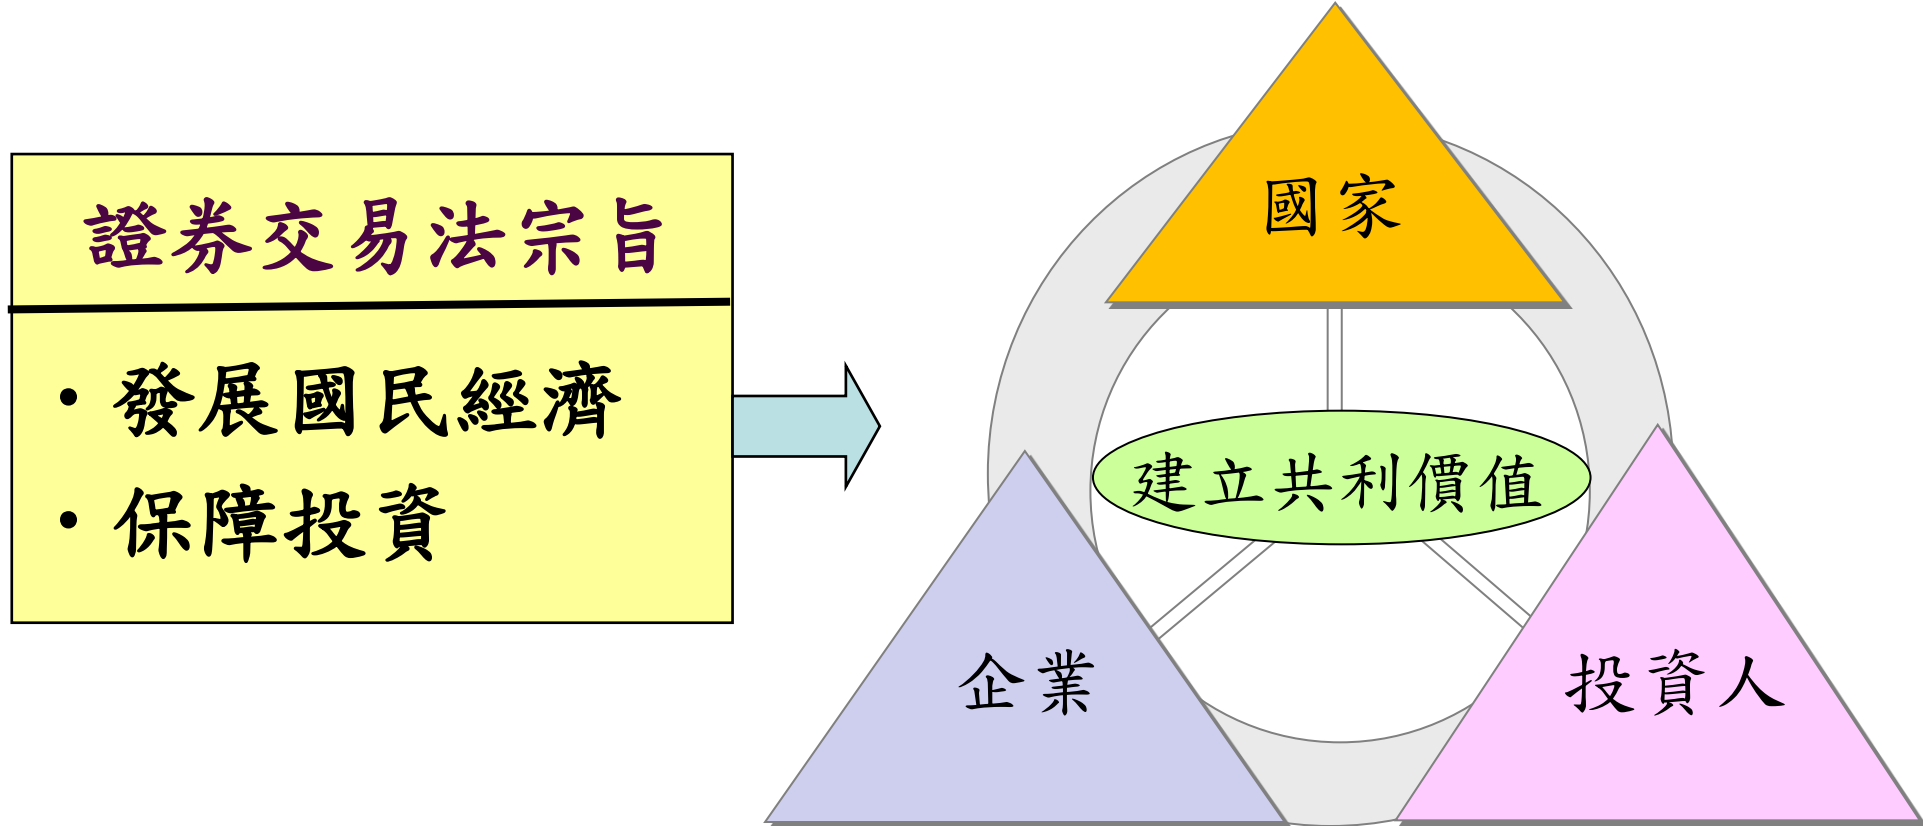 證券交易法宗旨
• 發展國民經濟
• 保障投資
國家
建立共利價值
企業
投資人